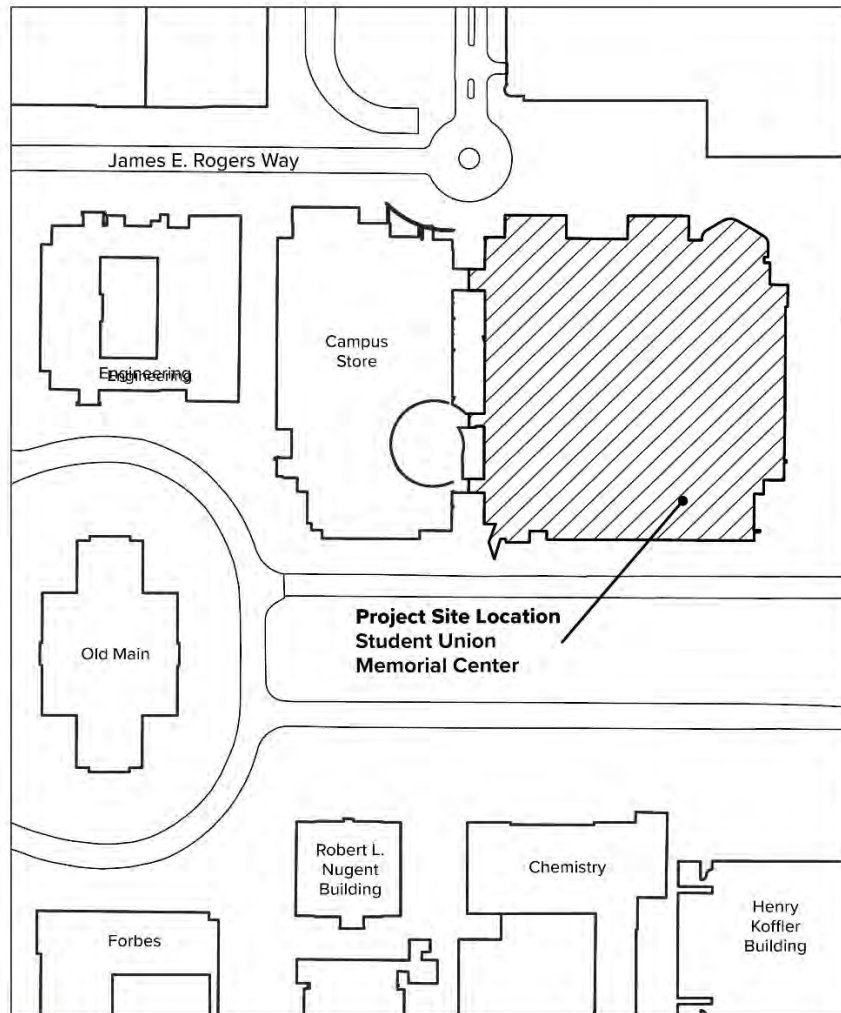 James E. Rogers Way
Campus
Store
Engineering
Engineering
Project Site Location
Student Union
Memorial Center
Old Main
Robert L.
Nugent
Building
Chemistry
Forbes
Henry
Koffler
Building